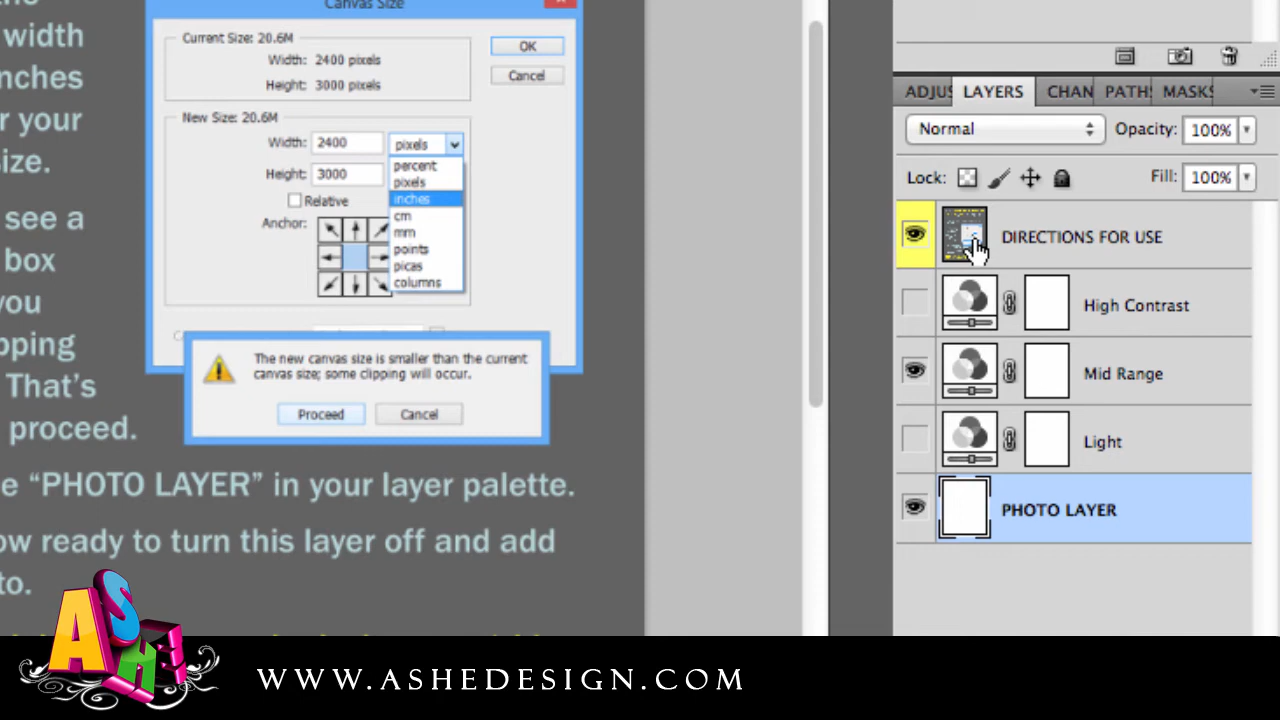 the
width
inches
r your
size.
see a
box
you
pping
That's
proceed.
e “PHOTO LAYER” in your layer palette.
ow ready to turn this layer off and add
to.
Canvas Size
Current Size: 20.6M
Width: 2400 pixels
Height: 3000 pixels
OK
Cancel
New Size: 20.6M
Width: 2400 pixels
Height: 3000
Relative
Anchor:
percent
pixels
inches
cm
mm
points
picas
columns
The new canvas size is smaller than the current
canvas size; some clipping will occur.
Proceed Cancel
ADJUS LAYERS CHAN PATHS MASKS
Normal Opacity: 100%
Lock: Fill: 100%
DIRECTIONS FOR USE
High Contrast
Mid Range
Light
PHOTO LAYER
ASHE
WWW.ASHEDESIGN.COM